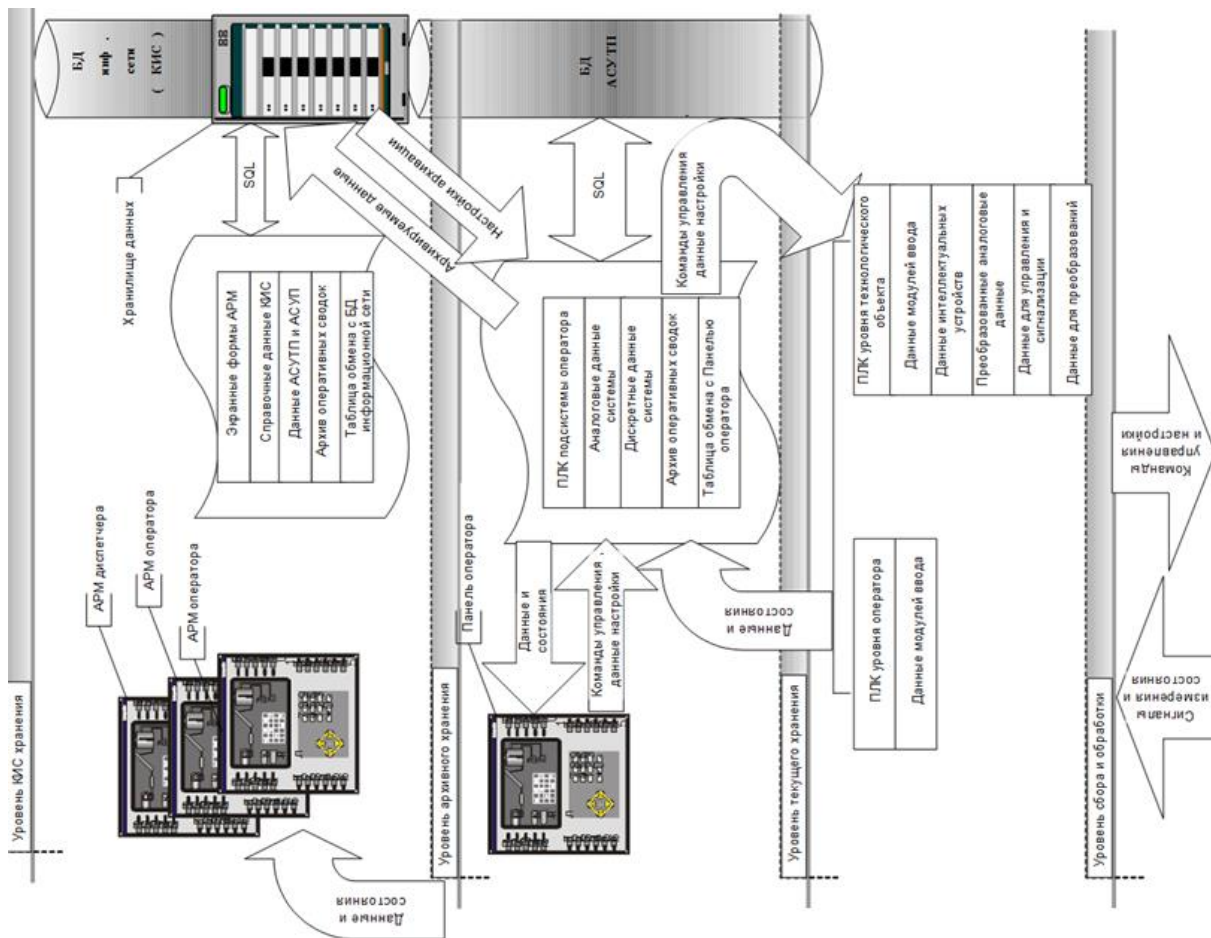 Уровень КИС хранения
АРМ диспетчера
АРМ оператора
АРМ оператора
Данные и
состояния
Экранные формы АРМ
Справочные данные КИС
Данные АСУТП и АСУП
Архив оперативных сводок
Таблица обмена с БД
информационной сети
Хранилище данных
SQL
БД
инф .
сети
( КИС )
88
Архивируемые данные
Настройки архивации
Уровень архивного хранения
Панель оператора
Данные и
состояния
Команды управления ,
данные настройки
ПЛК подсистемы оператора
Аналоговые данные
системы
Дискретные данные
системы
Архив оперативных сводок
Таблица обмена с Панелью
оператора
SQL
БД
АСУТП
Команды управления
данные настройки
Данные и
состояния
Уровень текущего хранения
ПЛК уровня оператора
Данные модулей ввода
ПЛК уровня технологического
объекта
Данные модулей ввода
Данные интеллектуальных
устройств
Преобразованные аналоговые
данные
Данные для управления и
сигнализации
Данные для преобразований
Уровень сбора и обработки
Сигналы
измерения и
состояния
Команды
управления
и настройки